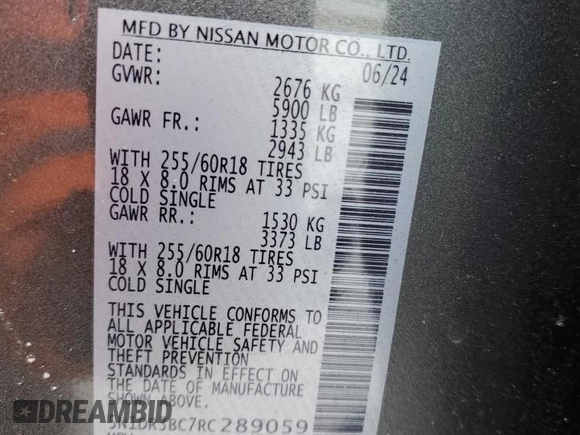 MFD BY NISSAN MOTOR CO., LTD.
DATE: 06/24
GVWR: 2676 KG
5900 LB
GAWR FR.: 1335 KG
2943 LB
WITH 255/60R18 TIRES
18 X 8.0 RIMS AT 33 PSI
COLD SINGLE
GAWR RR.: 1530 KG
3373 LB
WITH 255/60R18 TIRES
18 X 8.0 RIMS AT 33 PSI
COLD SINGLE
THIS VEHICLE CONFORMS TO
ALL APPLICABLE FEDERAL
MOTOR VEHICLE SAFETY AND
THEFT PREVENTION
STANDARDS IN EFFECT ON
THE DATE OF MANUFACTURE
SHOWN ABOVE.
5N1DR3BC7RC289059
DREAMBID